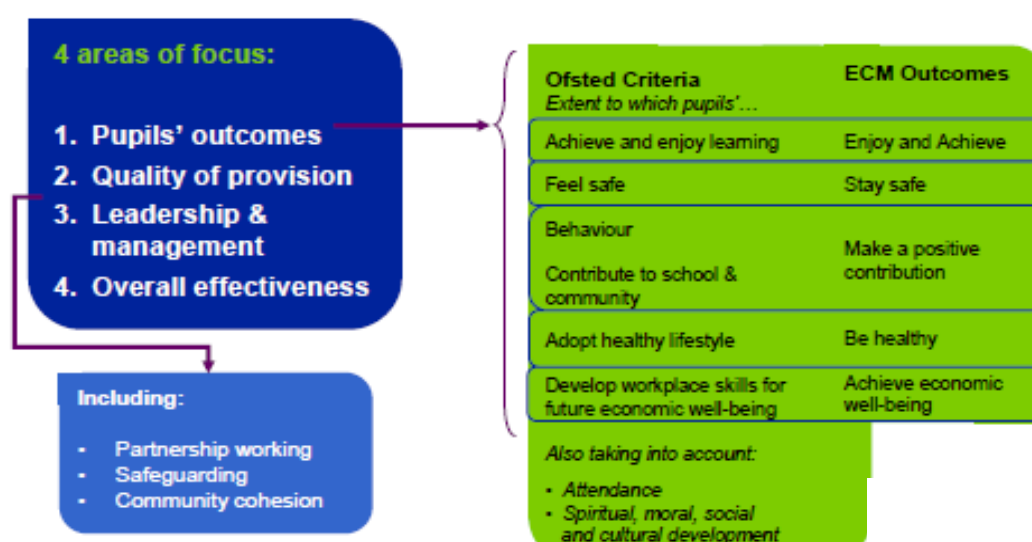 4 areas of focus:
1. Pupils' outcomes
2. Quality of provision
3. Leadership &
management
4. Overall effectiveness
Including:
- Partnership working
- Safeguarding
- Community cohesion
Ofsted Criteria
Extent to which pupils'...
ECM Outcomes
Achieve and enjoy learning
Enjoy and Achieve
Feel safe
Stay safe
Behaviour
Contribute to school &
community
Make a positive
contribution
Adopt healthy lifestyle
Be healthy
Develop workplace skills for
future economic well-being
Achieve economic
well-being
Also taking into account:
• Attendance
• Spiritual, moral, social
and cultural development